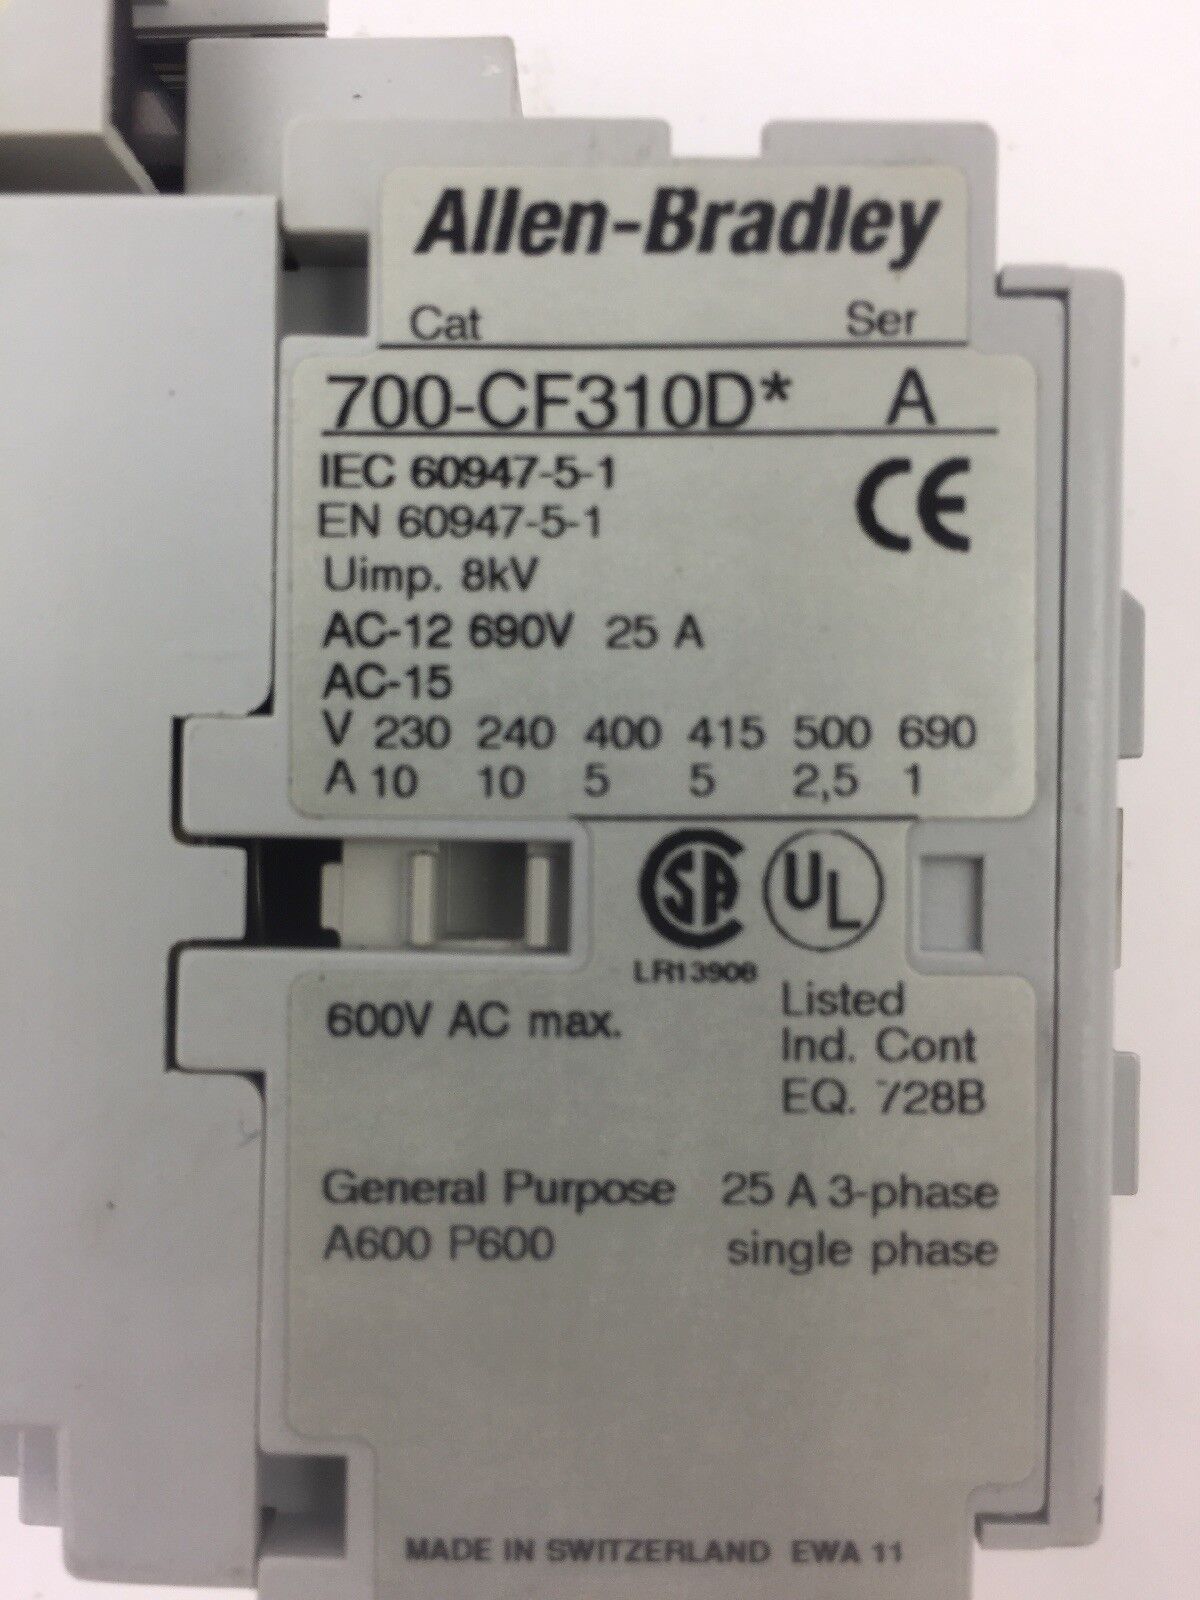 Allen-Bradley
Cat Ser
700-CF310D* A
IEC 60947-5-1
EN 60947-5-1
CE
Uimp. 8kV
AC-12 690V 25 A
AC-15
V 230 240 400 415 500 690
A 10 10 5 5 2,5 1
SA UL
LR13908
600V AC max.
Listed
Ind. Cont
EQ. 728B
General Purpose 25 A 3-phase
A600 P600 single phase
MADE IN SWITZERLAND EWA 11